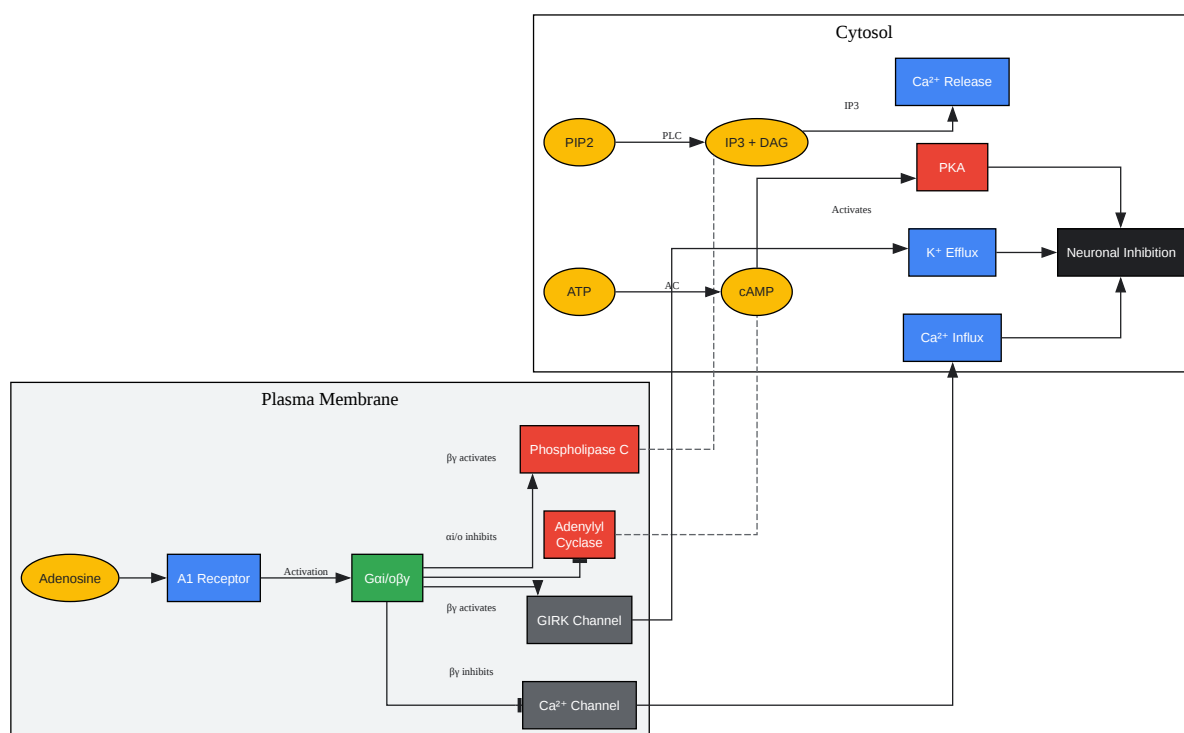 Cytosol
Ca²⁺ Release
IP3
PIP2
PLC
IP3 + DAG
PKA
Activates
K⁺ Efflux
Neuronal Inhibition
ATP
AC
cAMP
Ca²⁺ Influx
Plasma Membrane
Phospholipase C
βγ activates
Adenylyl
Cyclase
αi/o inhibits
Adenosine
A1 Receptor
Activation
Gαi/oβγ
βγ activates
GIRK Channel
βγ inhibits
Ca²⁺ Channel